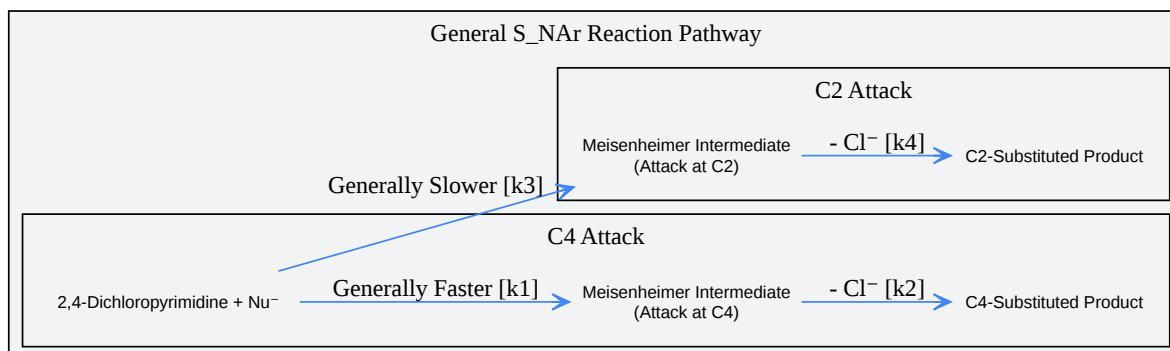 General S_NAr Reaction Pathway
C2 Attack
Meisenheimer Intermediate
(Attack at C2)
- Cl⁻ [k4]
C2-Substituted Product
Generally Slower [k3]
C4 Attack
2,4-Dichloropyrimidine + Nu⁻
Generally Faster [k1]
Meisenheimer Intermediate
(Attack at C4)
- Cl⁻ [k2]
C4-Substituted Product